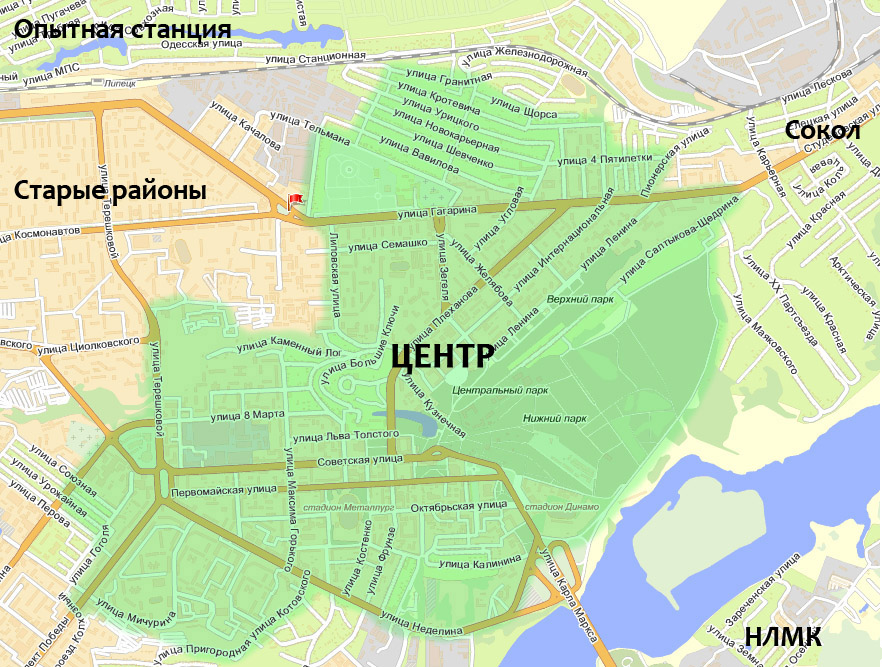 Опытная станция
Одесская улица
улица МПС
Липецк
улица Станционная
улица Железнодорожная
улица Гранитная
улица Кротевича
улица Щорса
улица Урицкого
улица Новокарьерная
улица Шевченко
улица Вавилова
улица Качалова
улица Тельмана
улица 4 Пятилетки
Пионерская улица
улица Лескова
Сокол
улица Карьерная
Старые районы
улица Терешковой
улица Гагарина
улица Космонавтов
Липовская улица
улица Семашко
улица Зегеля
улица Желябова
улица Угловая
улица Интернациональная
улица Ленина
улица Салтыкова-Щедрина
улица Красная
Арктическая улица
улица XX Партсъезда
улица Красная
улица Маяковского
Верхний парк
улица Плеханова
улица Ленина
улица Циолковского
улица Терешковой
улица Каменный Лог
улица Большие Ключи
ЦЕНТР
Центральный парк
Нижний парк
улица Кузнечная
улица 8 Марта
улица Льва Толстого
Советская улица
Первомайская улица
улица Максима Горького
стадион Металлург
Октябрьская улица
стадион Динамо
улица Союзная
улица Урожайная
улица Перова
улица Гоголя
улица Костенко
улица Фрунзе
улица Калинина
улица Карла Маркса
улица Мичурина
улица Пригородная
улица Котовского
улица Неделина
Зареченская улица
НЛМК